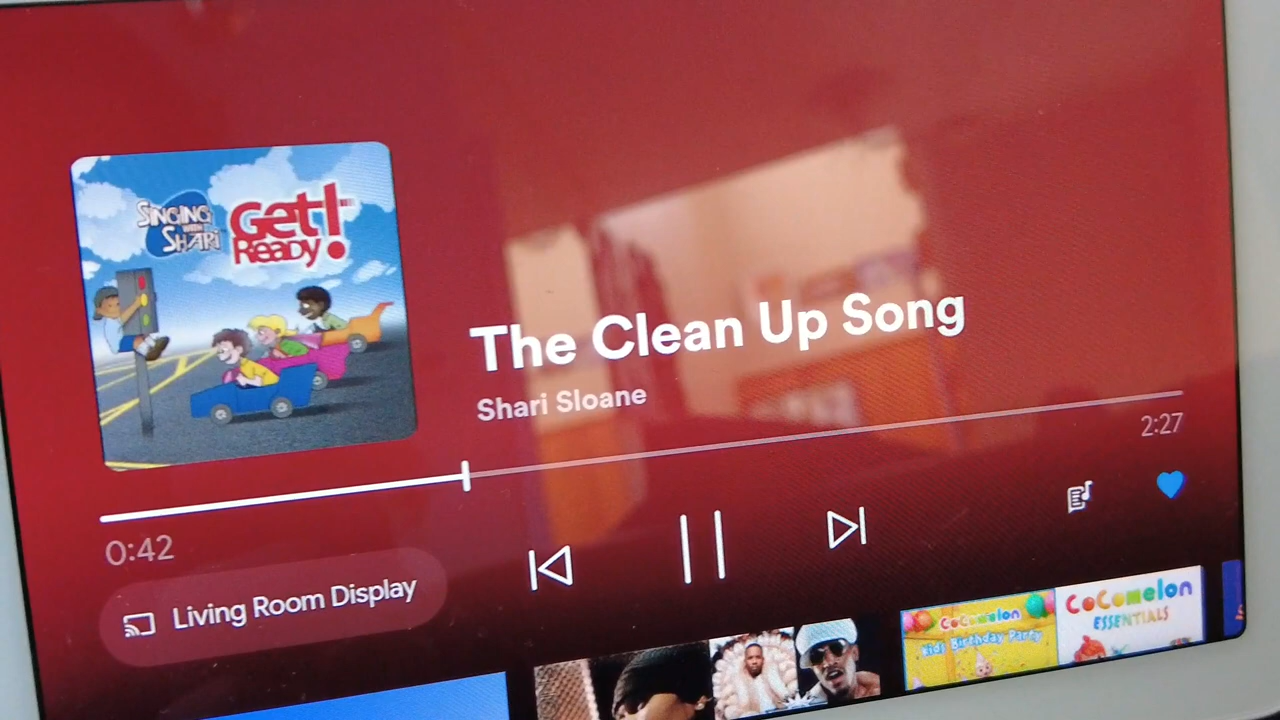 SINGING
WITH
SHARI
Get!
Ready
The Clean Up Song
Shari Sloane
2:27
0:42
Living Room Display
CoComelon
Kids Birthday Party
CoComelon
ESSENTIALS